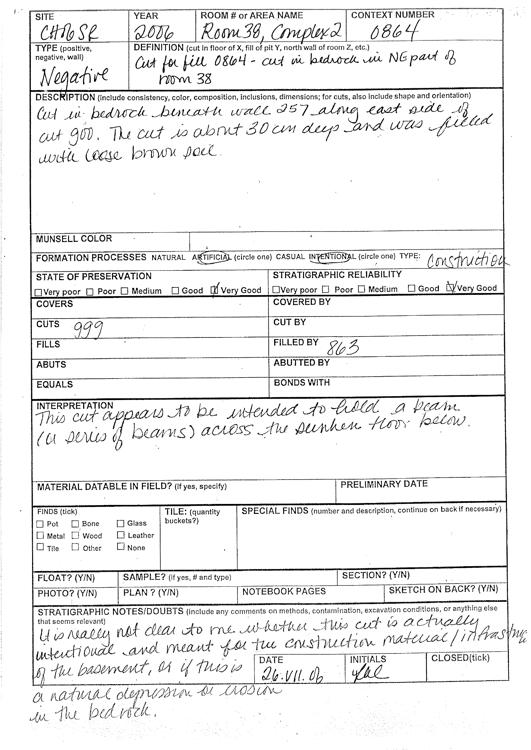 SITE YEAR ROOM # OR AREA NAME CONTEXT NUMBER
CH06SR 2006 Room 38, Complex 2 0864
TYPE (positive, negative, wall) DEFINITION (cut in floor of X, fill of pit Y, north wall of room Z, etc.)
Negative Cut for fill 0864 - cut in bedrock in NE part of
room 38
DESCRIPTION (include consistency, color, composition, inclusions, dimensions; for cuts, also include shape and orientation)
Cut in bedrock beneath wall 257 along east side of
cut 900. The cut is about 30 cm deep and was filled
with loose brown soil.
MUNSELL COLOR
FORMATION PROCESSES NATURAL ARTIFICIAL (circle one) CASUAL INTENTIONAL (circle one) TYPE: Construction
STATE OF PRESERVATION STRATIGRAPHIC RELIABILITY
Very poor Poor Medium Good Very Good Very poor Poor Medium Good Very Good
COVERS COVERED BY
CUTS 999 CUT BY
FILLS FILLED BY 863
ABUTS ABUTTED BY
EQUALS BONDS WITH
INTERPRETATION
This cut appears to be intended to hold a beam
(or series of beams) across the sunken floor below.
MATERIAL DATABLE IN FIELD? (If yes, specify) PRELIMINARY DATE
FINDS (tick) TILE: (quantity buckets?) SPECIAL FINDS (number and description, continue on back if necessary)
Pot Bone Glass
Metal Wood Leather
Tile Other None
FLOAT? (Y/N) SAMPLE? (if yes, # and type) SECTION? (Y/N)
PHOTO? (Y/N) PLAN? (Y/N) NOTEBOOK PAGES SKETCH ON BACK? (Y/N)
STRATIGRAPHIC NOTES/DOUBTS (include any comments on methods, contamination, excavation conditions, or anything else
that seems relevant)
It is really not clear to me whether this cut is actually
intentional and meant for the construction material/
of the basement, or if this is DATE 26.VII.06 INITIALS CLOSED(tick)
a natural depression or erosion
in the bedrock.